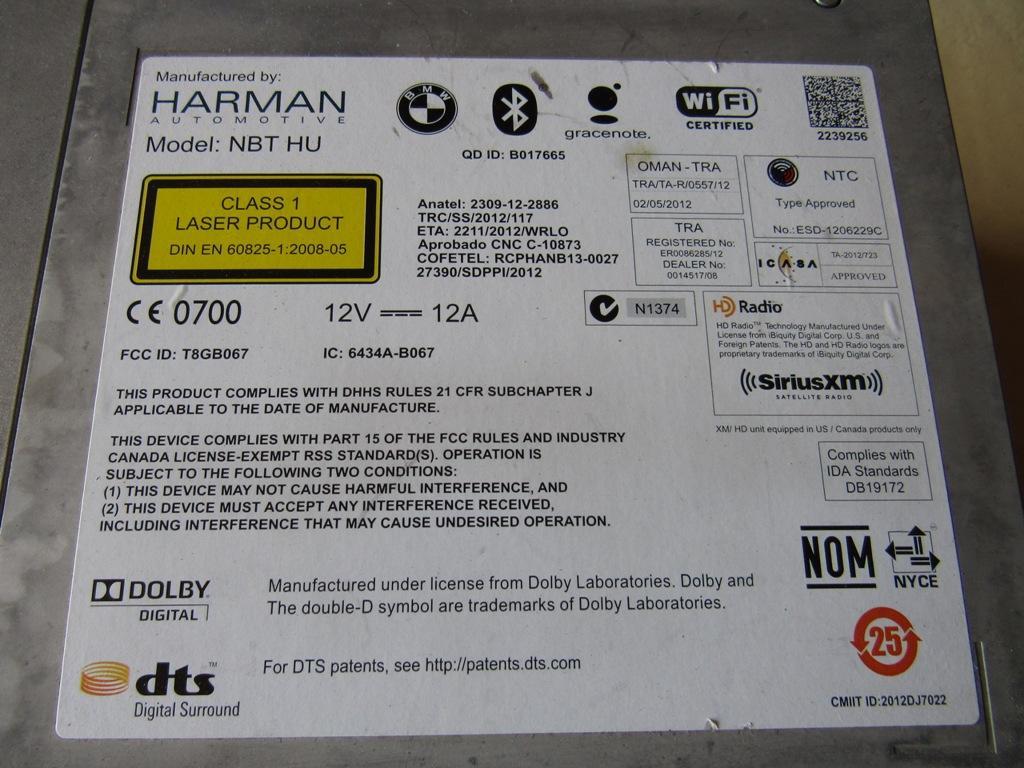 Manufactured by:
HARMAN
AUTOMOTIVE
Model: NBT HU
BMW
gracenote.
Wi Fi
CERTIFIED
2239256
QD ID: B017665
CLASS 1
LASER PRODUCT
DIN EN 60825-1:2008-05
Anatel: 2309-12-2886
TRC/SS/2012/117
ETA: 2211/2012/WRLO
Aprobado CNC C-10873
COFETEL: RCPHANB13-0027
27390/SDPPI/2012
OMAN - TRA
TRA/TA-R/0557/12
02/05/2012
NTC
Type Approved
No.:ESD-1206229C
TRA
REGISTERED No:
ER0086285/12
DEALER No:
0014517/08
ICASA
TA-2012/723
APPROVED
CE 0700
12V 12A
N1374
FCC ID: T8GB067
IC: 6434A-B067
HD Radio
HD Radio™ Technology Manufactured Under
License from iBiquity Digital Corp. U.S. and
Foreign Patents. The HD and HD Radio logos are
proprietary trademarks of iBiquity Digital Corp.
((SiriusXM))
SATELLITE RADIO
XM/ HD unit equipped in US / Canada products only
THIS PRODUCT COMPLIES WITH DHHS RULES 21 CFR SUBCHAPTER J
APPLICABLE TO THE DATE OF MANUFACTURE.
THIS DEVICE COMPLIES WITH PART 15 OF THE FCC RULES AND INDUSTRY
CANADA LICENSE-EXEMPT RSS STANDARD(S). OPERATION IS
SUBJECT TO THE FOLLOWING TWO CONDITIONS:
(1) THIS DEVICE MAY NOT CAUSE HARMFUL INTERFERENCE, AND
(2) THIS DEVICE MUST ACCEPT ANY INTERFERENCE RECEIVED,
INCLUDING INTERFERENCE THAT MAY CAUSE UNDESIRED OPERATION.
Complies with
IDA Standards
DB19172
NOM
NYCE
DOLBY
DIGITAL
Manufactured under license from Dolby Laboratories. Dolby and
The double-D symbol are trademarks of Dolby Laboratories.
25
dts™
Digital Surround
For DTS patents, see http://patents.dts.com
CMIIT ID:2012DJ7022